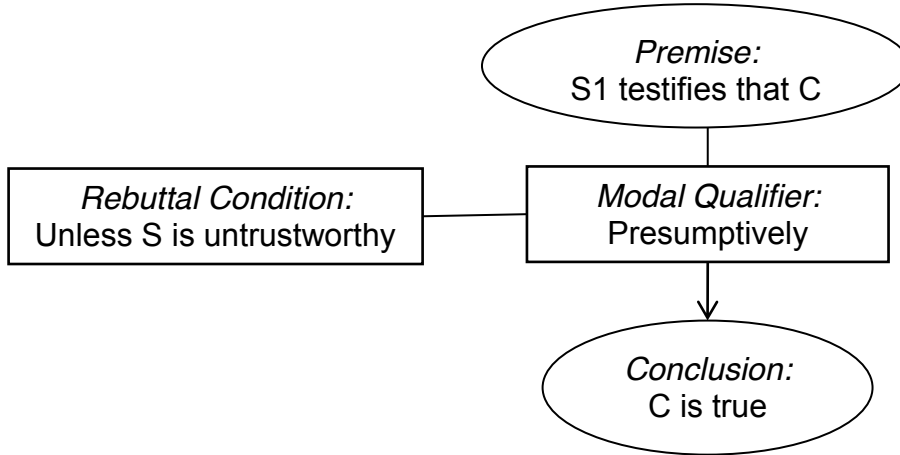 Premise:
S1 testifies that C
Rebuttal Condition:
Unless S is untrustworthy
Modal Qualifier:
Presumptively
Conclusion:
C is true